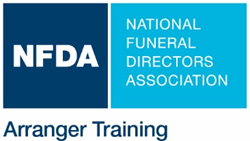 NFDA
NATIONAL
FUNERAL
DIRECTORS
ASSOCIATION
Arranger Training